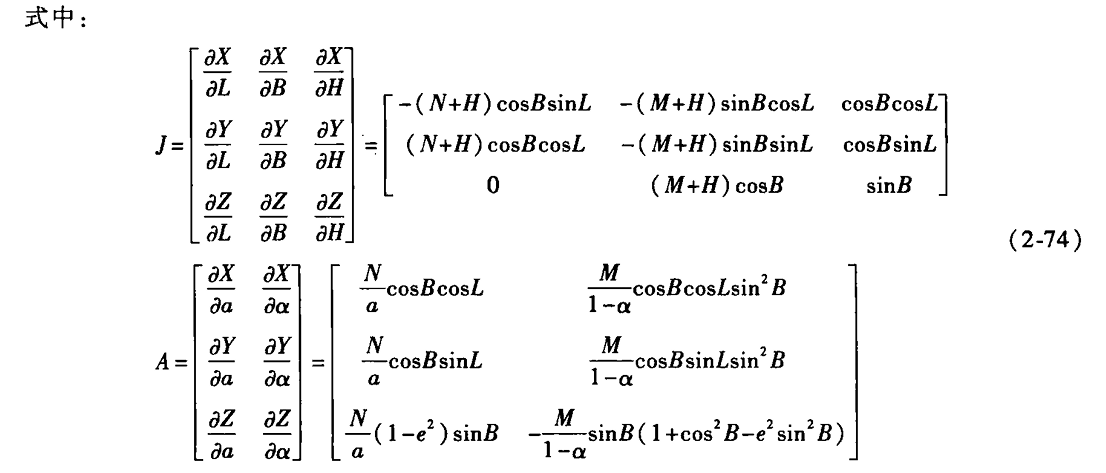 式中：
J = [∂X/∂L ∂X/∂B ∂X/∂H; ∂Y/∂L ∂Y/∂B ∂Y/∂H; ∂Z/∂L ∂Z/∂B ∂Z/∂H] = [-(N+H)cosBsinL -(M+H)sinBcosL cosBcosL; (N+H)cosBcosL -(M+H)sinBsinL cosBsinL; 0 (M+H)cosB sinB]
(2-74)
A = [∂X/∂a ∂X/∂α; ∂Y/∂a ∂Y/∂α; ∂Z/∂a ∂Z/∂α] = [N/a cosBcosL M/(1-α) cosBcosLsin²B; N/a cosBsinL M/(1-α) cosBsinLsin²B; N/a (1-e²)sinB -M/(1-α) sinB(1+cos²B-e²sin²B)]